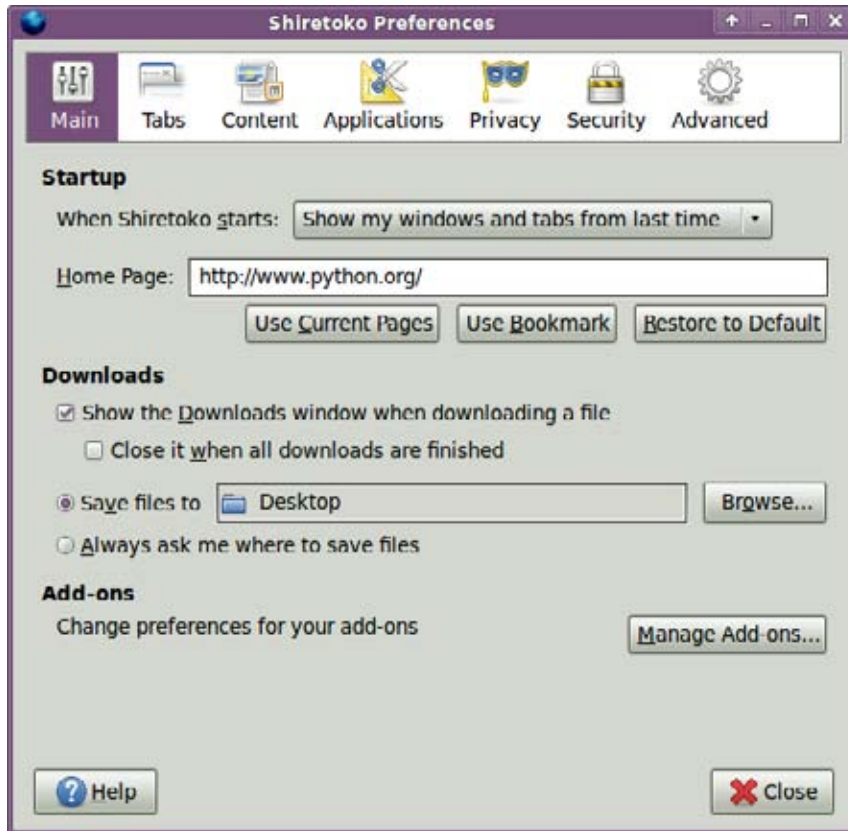 Shiretoko Preferences
Main Tabs Content Applications Privacy Security Advanced
Startup
When Shiretoko starts: Show my windows and tabs from last time
Home Page: http://www.python.org/
Use Current Pages Use Bookmark Restore to Default
Downloads
Show the Downloads window when downloading a file
Close it when all downloads are finished
Save files to Desktop Browse...
Always ask me where to save files
Add-ons
Change preferences for your add-ons Manage Add-ons...
Help Close